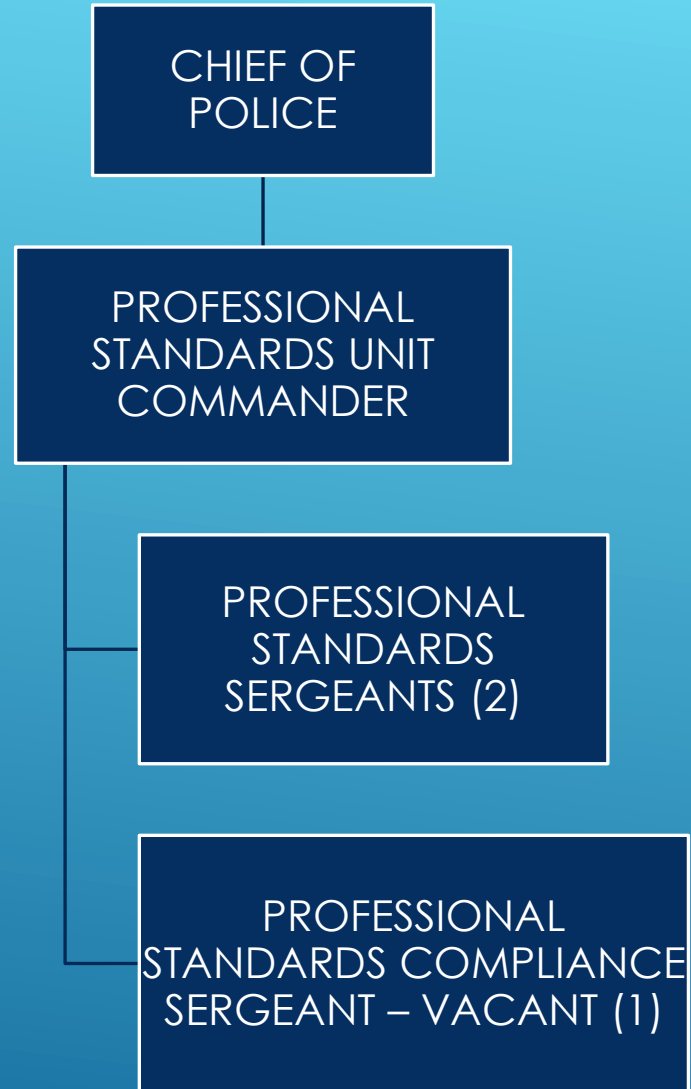 CHIEF OF
POLICE
PROFESSIONAL
STANDARDS UNIT
COMMANDER
PROFESSIONAL
STANDARDS
SERGEANTS (2)
PROFESSIONAL
STANDARDS COMPLIANCE
SERGEANT – VACANT (1)